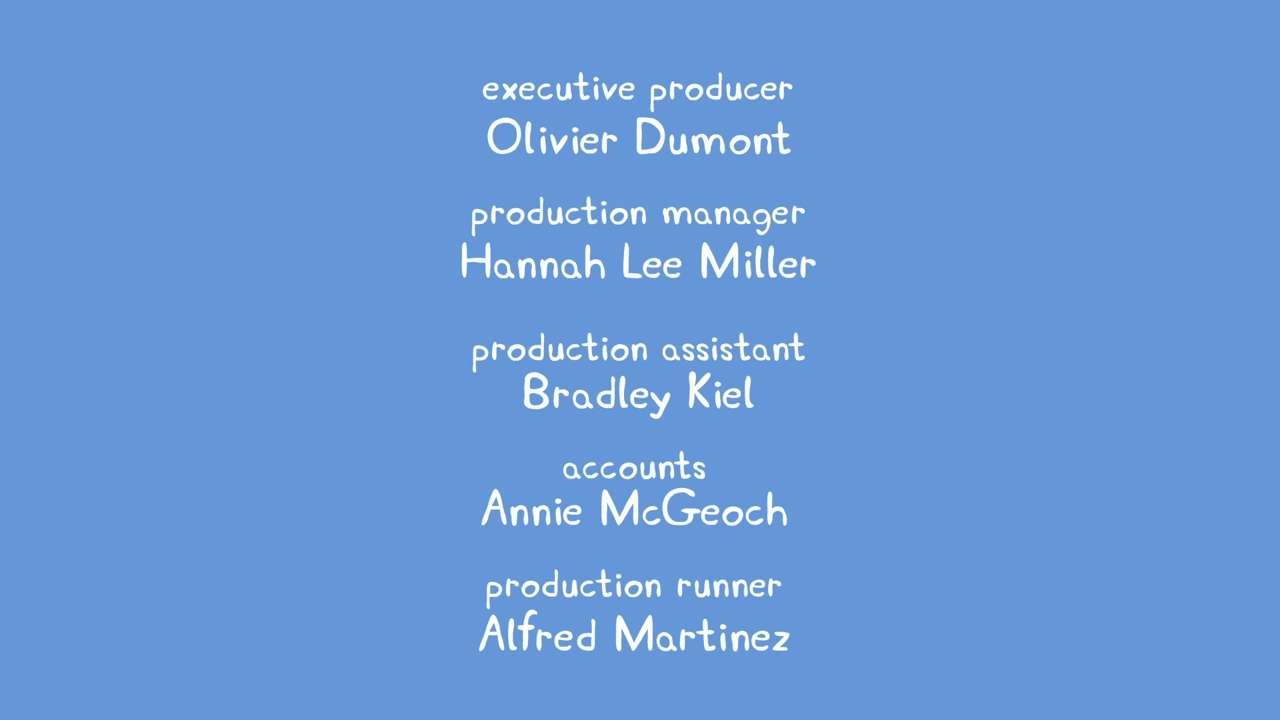 executive producer
Olivier Dumont
production manager
Hannah Lee Miller
production assistant
Bradley Kiel
accounts
Annie McGeoch
production runner
Alfred Martinez